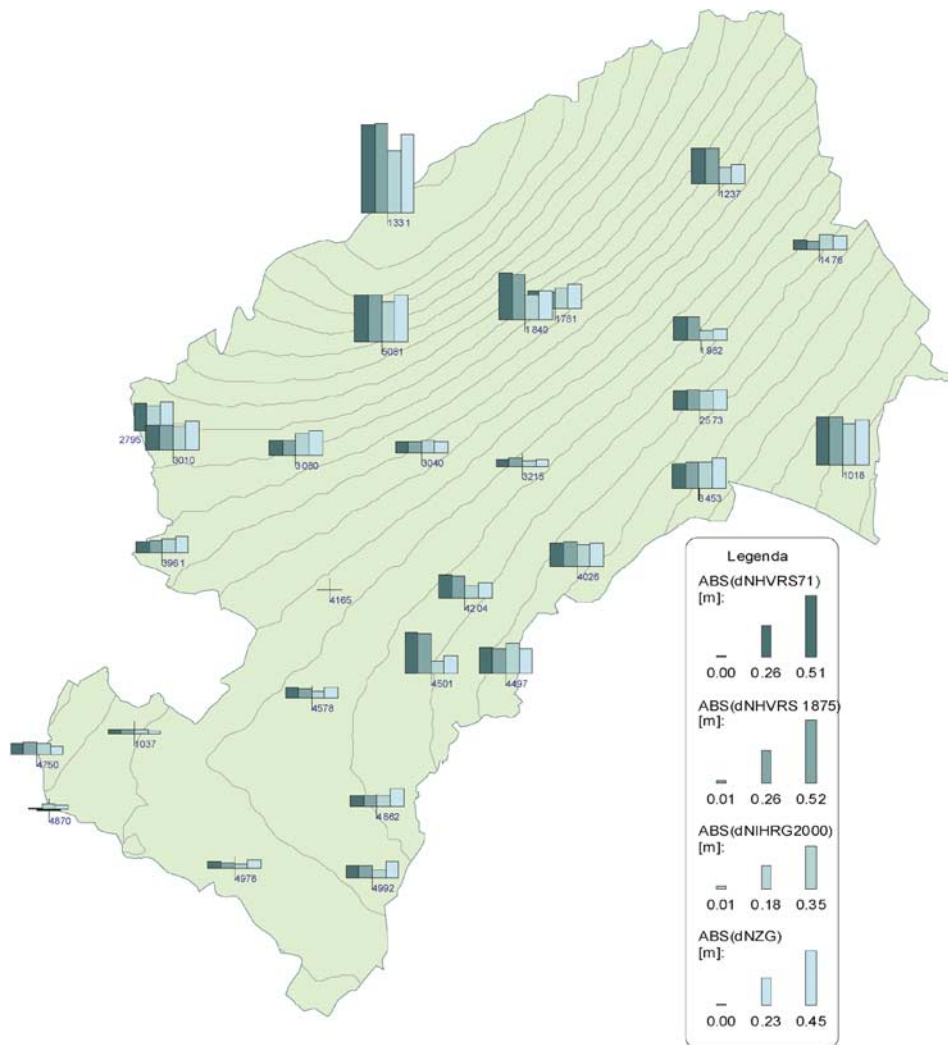 1331
1237
1476
1781
1840
5081
1982
2573
2795
3010
3080
3040
3215
1018
3453
3961
4026
4165
4204
4501
4497
4578
1037
4750
4870
4862
4978
4992
Legenda
ABS(dNHVRS71)
[m]:
0.00 0.26 0.51
ABS(dNHVRS 1875)
[m]:
0.01 0.26 0.52
ABS(dNIHRG2000)
[m]:
0.01 0.18 0.35
ABS(dNZG)
[m]:
0.00 0.23 0.45